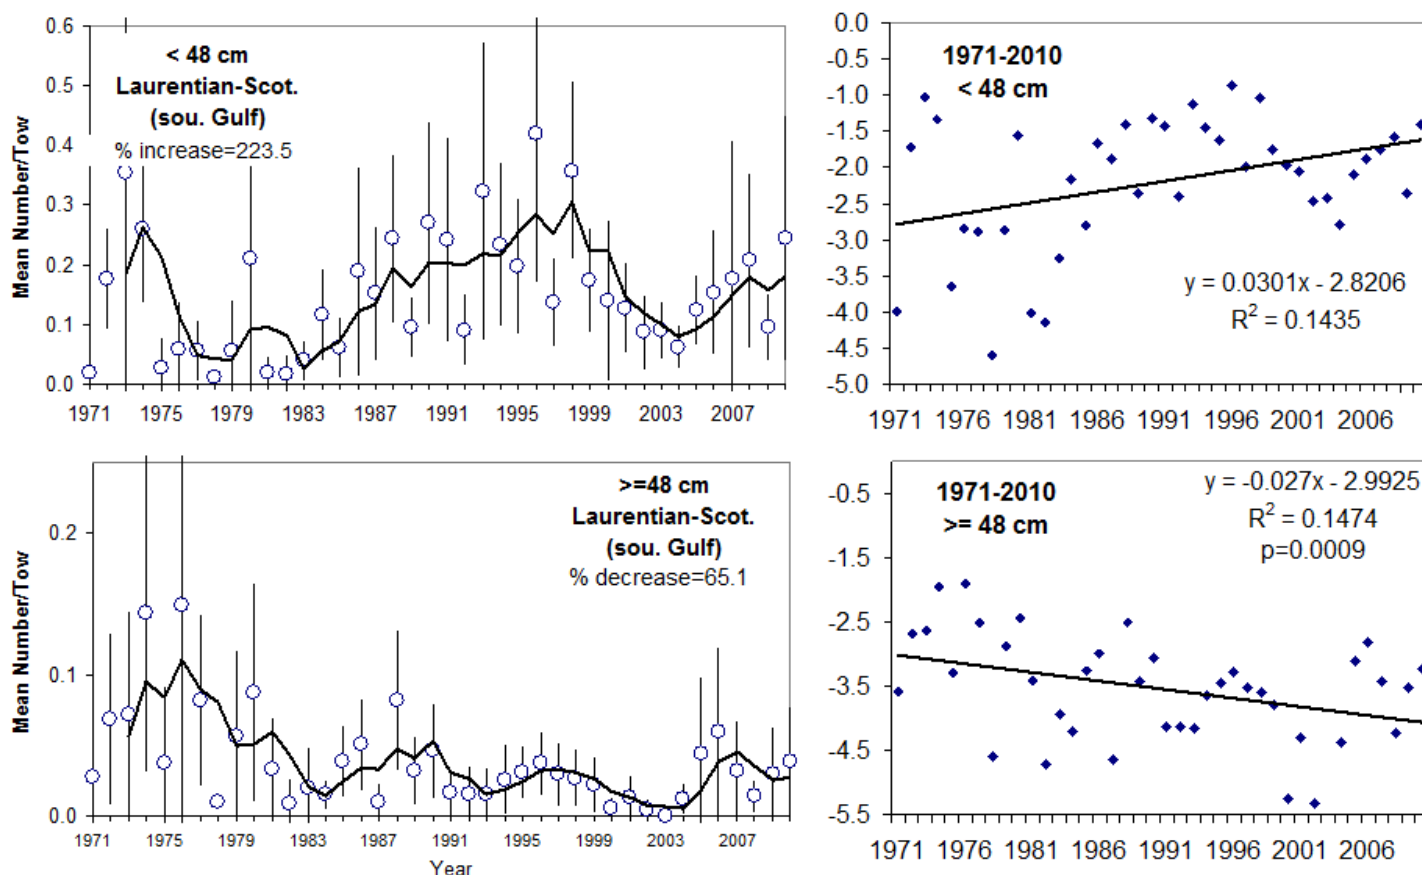 0.6
0.5
0.4
0.3
0.2
0.1
0.0
Mean Number/Tow
< 48 cm
Laurentian-Scot.
(sou. Gulf)
% increase=223.5
1971 1975 1979 1983 1987 1991 1995 1999 2003 2007
0.0
-0.5
-1.0
-1.5
-2.0
-2.5
-3.0
-3.5
-4.0
-4.5
-5.0
1971-2010
< 48 cm
y = 0.0301x - 2.8206
R² = 0.1435
1971 1976 1981 1986 1991 1996 2001 2006
0.2
0.1
0.0
Mean Number/Tow
>=48 cm
Laurentian-Scot.
(sou. Gulf)
% decrease=65.1
1971 1975 1979 1983 1987 1991 1995 1999 2003 2007
Year
-0.5
-1.5
-2.5
-3.5
-4.5
-5.5
1971-2010
>= 48 cm
y = -0.027x - 2.9925
R² = 0.1474
p=0.0009
1971 1976 1981 1986 1991 1996 2001 2006